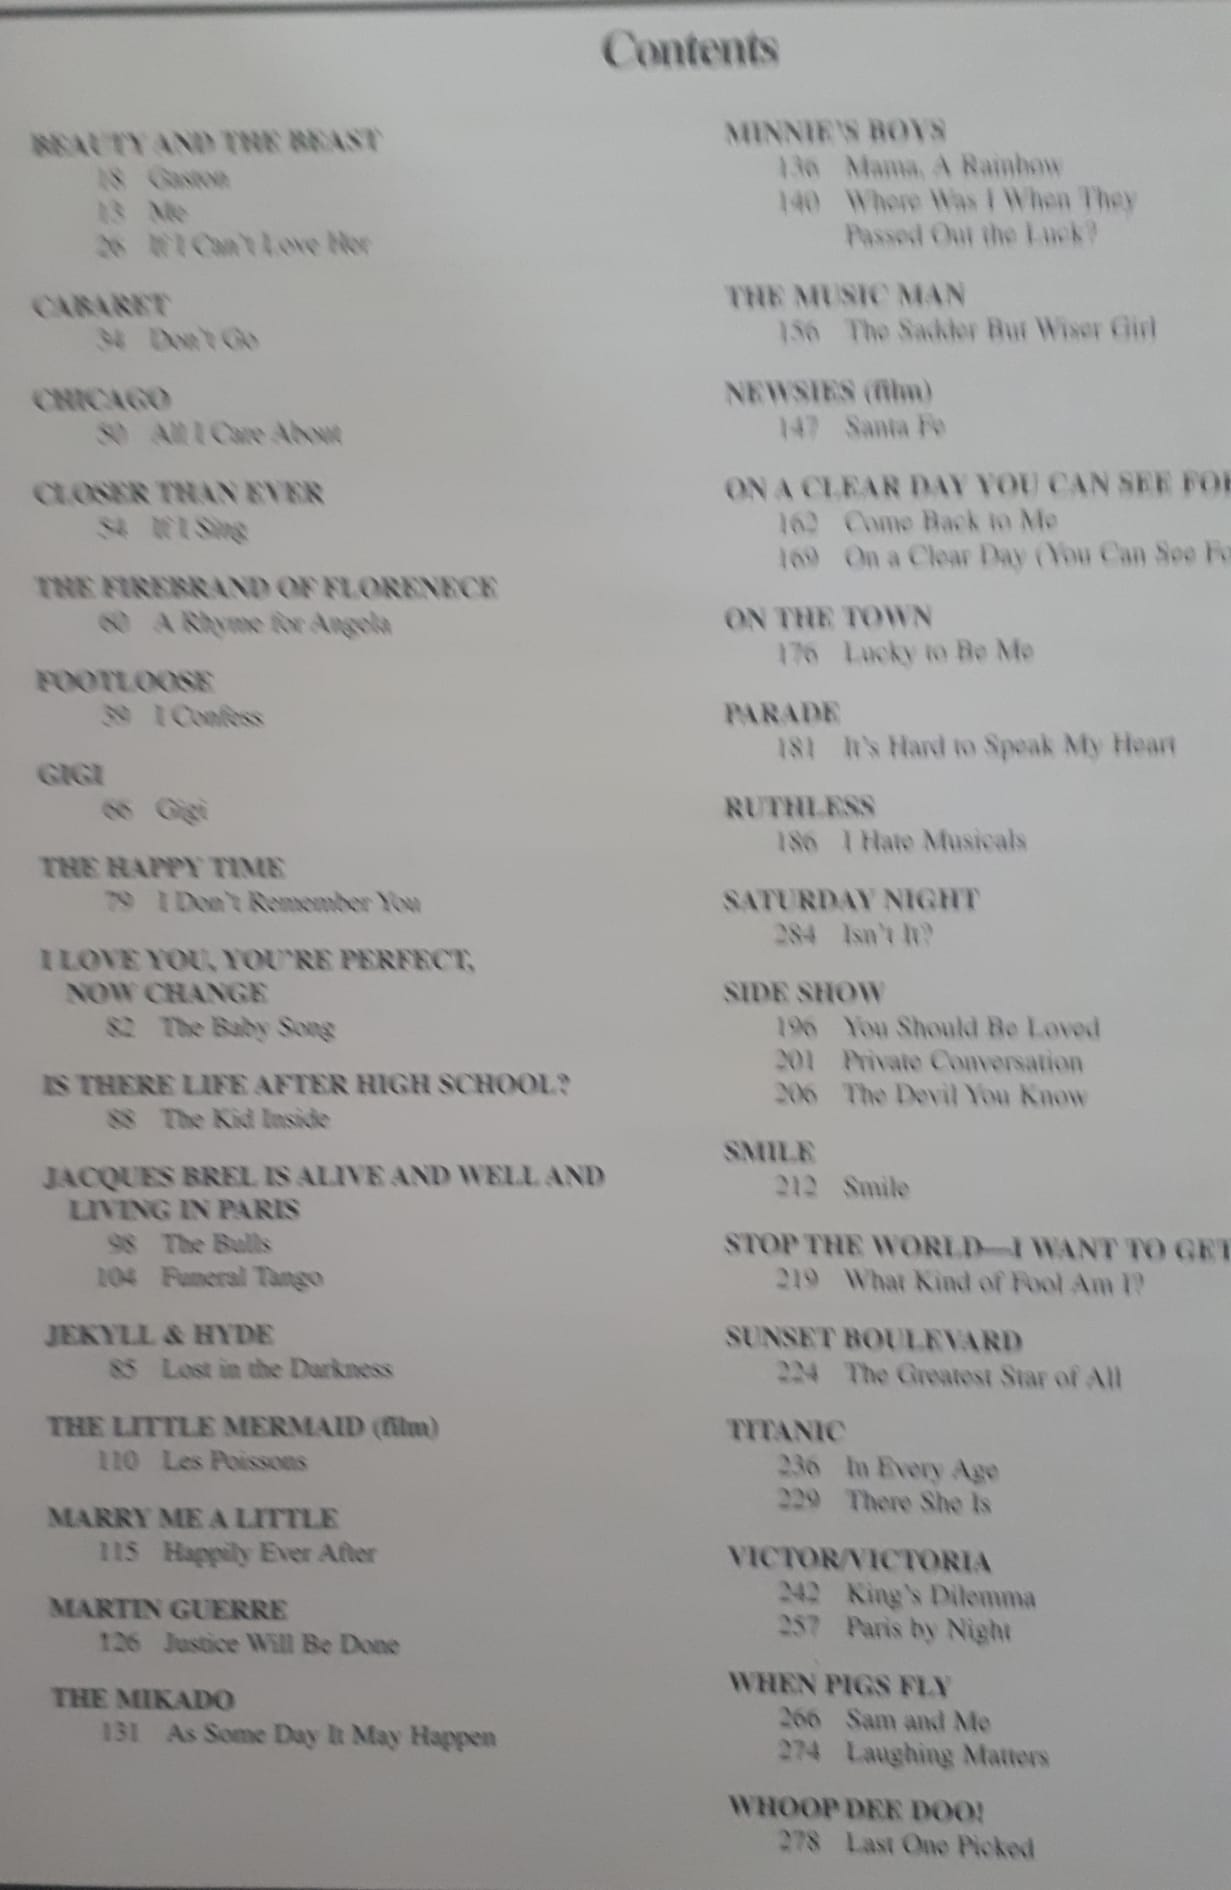 Contents
BEAUTY AND THE BEAST
18 Gaston
13 Me
26 If I Can't Love Her
CABARET
34 Don't Go
CHICAGO
50 All I Care About
CLOSER THAN EVER
54 If I Sing
THE FIREBRAND OF FLORENECE
60 A Rhyme for Angela
FOOTLOOSE
39 I Confess
GIGI
66 Gigi
THE HAPPY TIME
79 I Don't Remember You
I LOVE YOU, YOU'RE PERFECT,
NOW CHANGE
82 The Baby Song
IS THERE LIFE AFTER HIGH SCHOOL?
88 The Kid Inside
JACQUES BREL IS ALIVE AND WELL AND
LIVING IN PARIS
98 The Bulls
104 Funeral Tango
JEKYLL & HYDE
85 Lost in the Darkness
THE LITTLE MERMAID (film)
110 Les Poissons
MARRY ME A LITTLE
115 Happily Ever After
MARTIN GUERRE
126 Justice Will Be Done
THE MIKADO
131 As Some Day It May Happen
MINNIE'S BOYS
136 Mama, A Rainbow
140 Where Was I When They
Passed Out the Luck?
THE MUSIC MAN
156 The Sadder But Wiser Girl
NEWSIES (film)
147 Santa Fe
ON A CLEAR DAY YOU CAN SEE FOR
162 Come Back to Me
169 On a Clear Day (You Can See Fo
ON THE TOWN
176 Lucky to Be Me
PARADE
181 It's Hard to Speak My Heart
RUTHLESS
186 I Hate Musicals
SATURDAY NIGHT
284 Isn't It?
SIDE SHOW
196 You Should Be Loved
201 Private Conversation
206 The Devil You Know
SMILE
212 Smile
STOP THE WORLD—I WANT TO GET
219 What Kind of Fool Am I?
SUNSET BOULEVARD
224 The Greatest Star of All
TITANIC
236 In Every Age
229 There She Is
VICTOR/VICTORIA
242 King's Dilemma
257 Paris by Night
WHEN PIGS FLY
266 Sam and Me
274 Laughing Matters
WHOOP DEE DOO!
278 Last One Picked